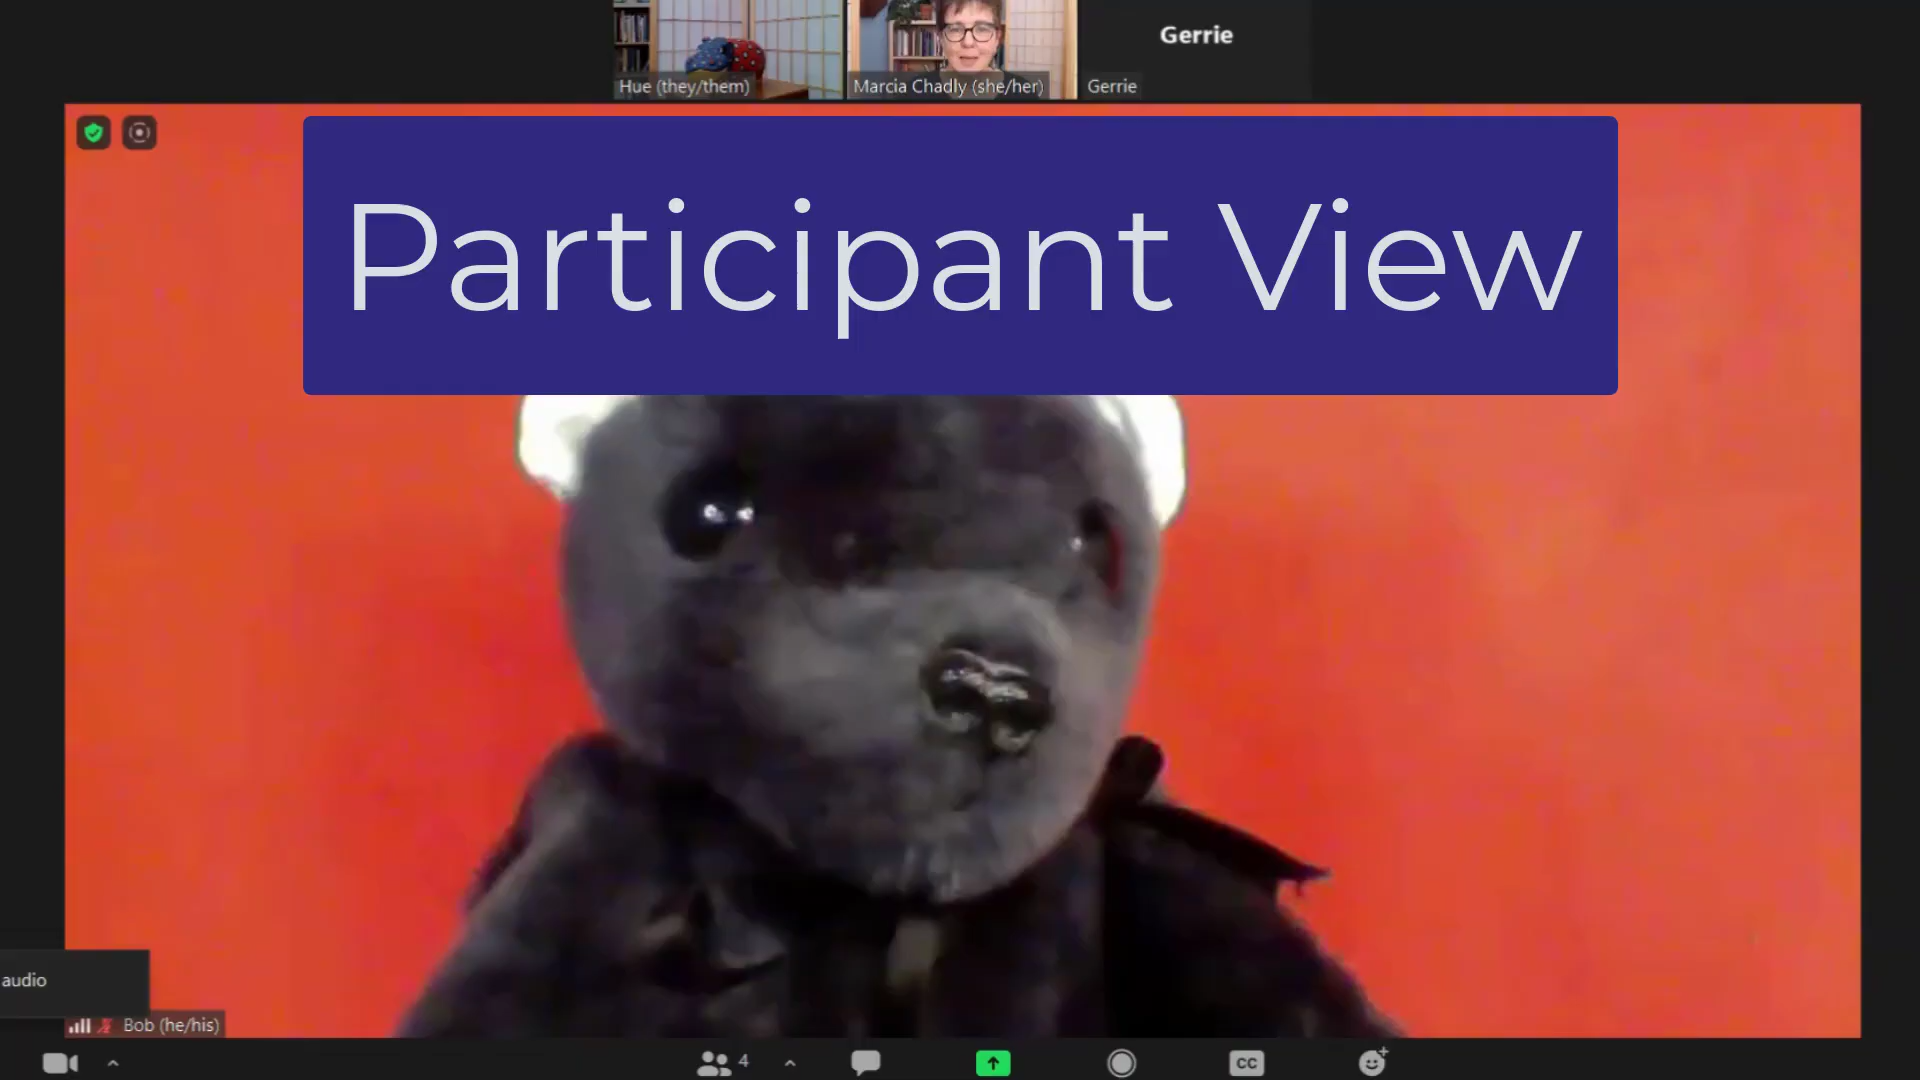 Gerrie
Hue (they/them)
Marcia Chadly (she/her)
Gerrie
Participant View
audio
Bob (he/his)
4
CC